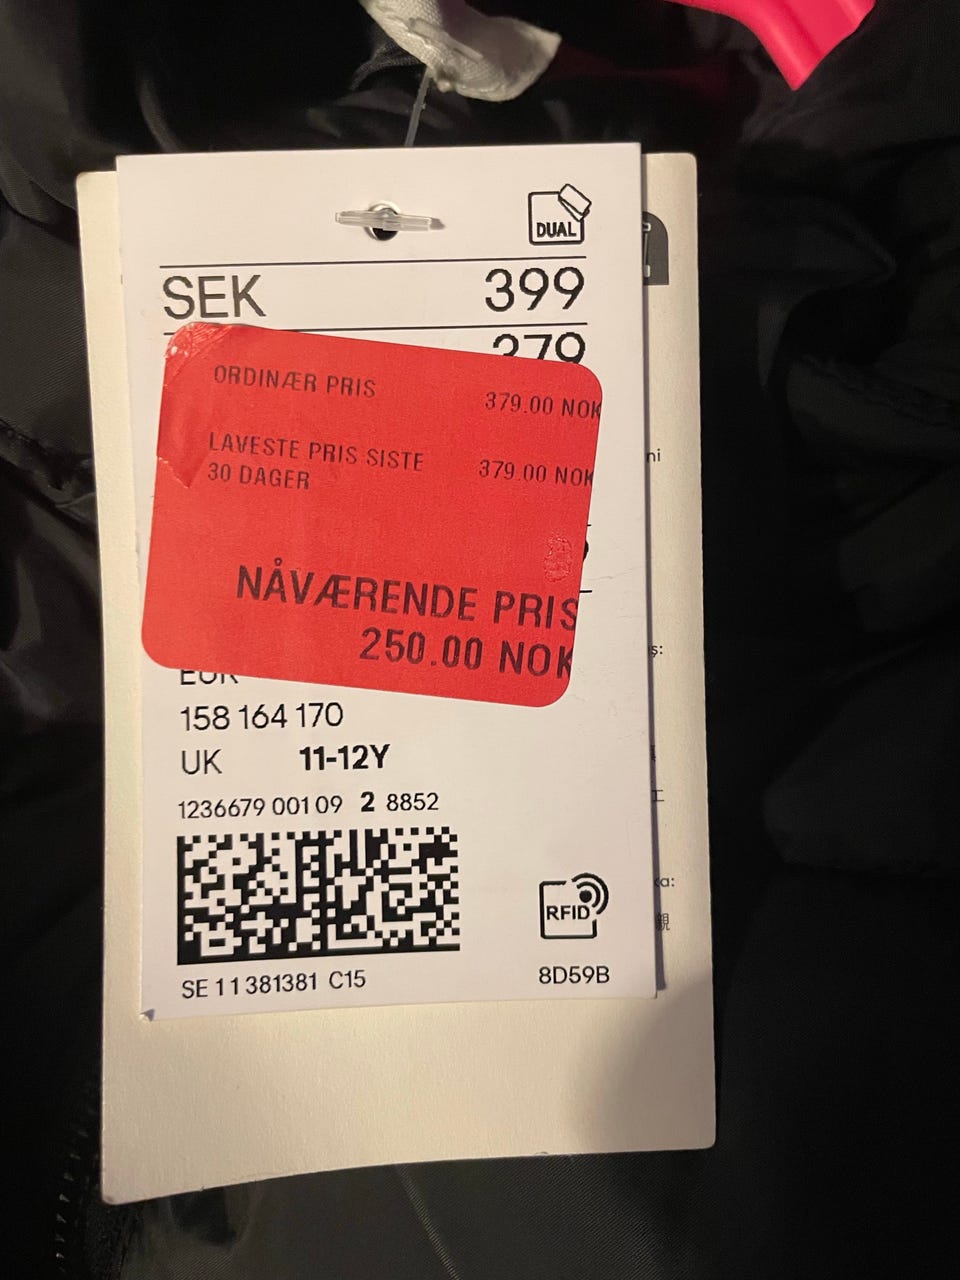 DUAL
SEK 399
379
ORDINÆR PRIS 379.00 NOK
LAVESTE PRIS SISTE
30 DAGER 379.00 NOK
NÅVÆRENDE PRIS
250.00 NOK
EUR
158 164 170
UK 11-12Y
1236679 001 09 2 8852
RFID
SE 11 381381 C15
8D59B